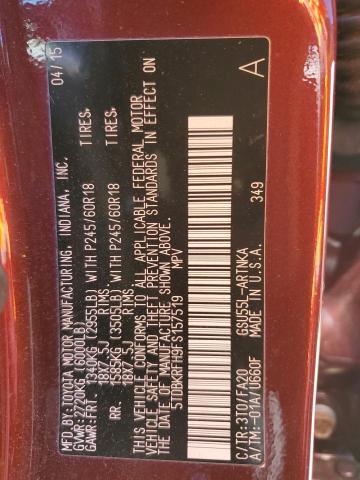 MFD. BY: TOYOTA MOTOR MANUFACTURING, INDIANA, INC. 04/15
GVWR: 2720KG (6000LB)
GAWR: FRT. 1340KG (2955LB) WITH P245/60R18 TIRES,
18X7.5J RIMS,
RR. 1585KG (3505LB) WITH P245/60R18 TIRES,
18X7.5J RIMS,
THIS VEHICLE CONFORMS TO ALL APPLICABLE FEDERAL MOTOR
VEHICLE SAFETY AND THEFT PREVENTION STANDARDS IN EFFECT ON
THE DATE OF MANUFACTURE SHOWN ABOVE.
5TDBKRFH9FS157519 MPV
A
C/TR:3T0/FA20 GSU55L-ARTNKA
A/TM:-01A/U660F MADE IN U.S.A. 349